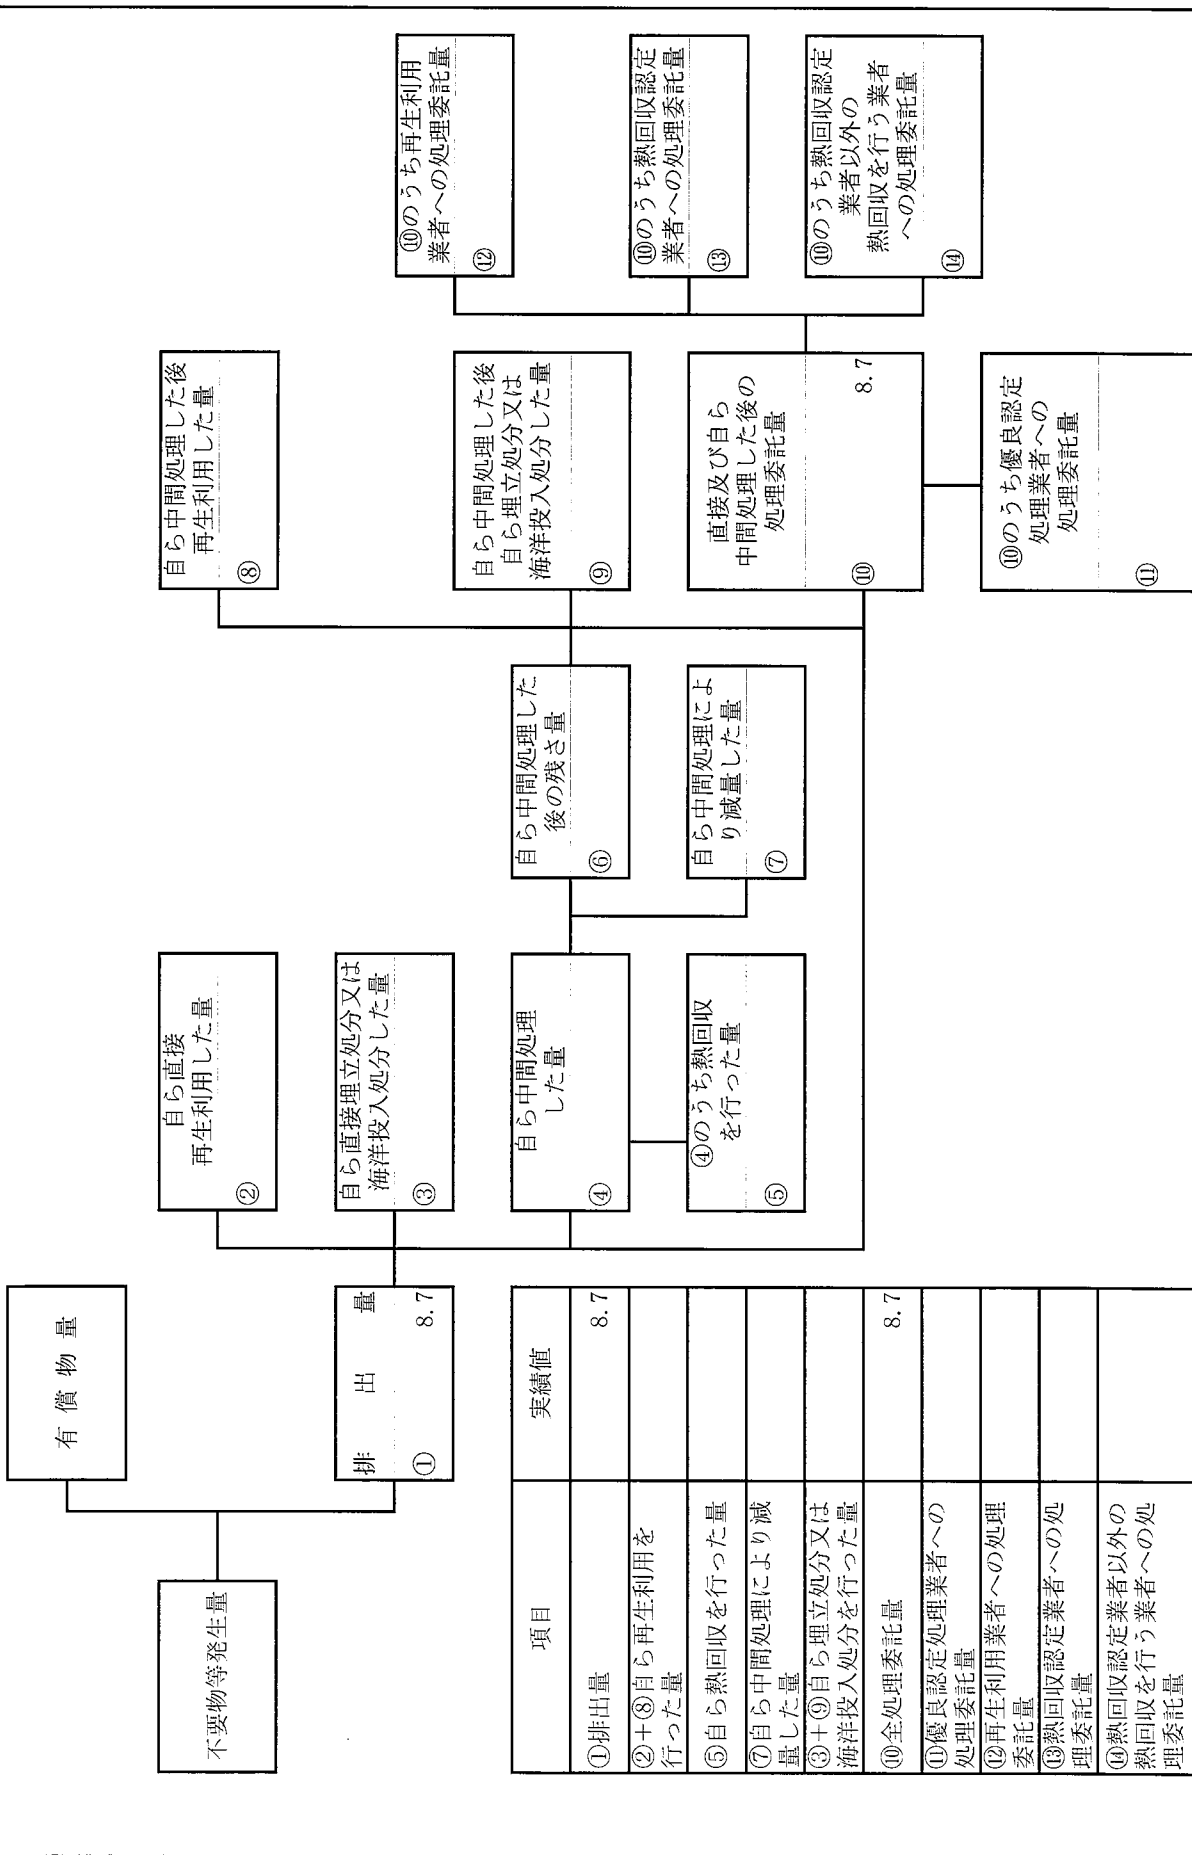 不要物等発生量
有償物量
排出量
① 8.7
自ら直接
再生利用した量
②
自ら直接埋立処分又は
海洋投入処分した量
③
自ら中間処理
した量
④
④のうち熱回収
を行った量
⑤
自ら中間処理した
後の残さ量
⑥
自ら中間処理によ
り減量した量
⑦
自ら中間処理した後
再生利用した量
⑧
自ら中間処理した後
自ら埋立処分又は
海洋投入処分した量
⑨
直接及び自ら
中間処理した後の
処理委託量
⑩ 8.7
⑩のうち優良認定
処理業者への
処理委託量
⑪
⑩のうち再生利用
業者への処理委託量
⑫
⑩のうち熱回収認定
業者への処理委託量
⑬
⑩のうち熱回収認定
業者以外の
熱回収を行う業者
への処理委託量
⑭
項目 実績値
①排出量 8.7
②+⑧自ら再生利用を
行った量
⑤自ら熱回収を行った量
⑦自ら中間処理により減
量した量
③+⑨自ら埋立処分又は
海洋投入処分を行った量
⑩全処理委託量 8.7
⑪優良認定処理業者への
処理委託量
⑫再生利用業者への処理
委託量
⑬熱回収認定業者への処
理委託量
⑭熱回収認定業者以外の
熱回収を行う業者への処
理委託量